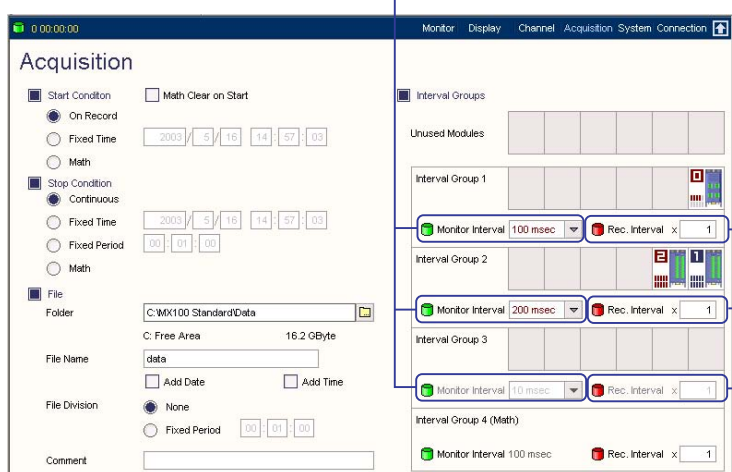 0 00:00:00
Monitor Display Channel Acquisition System Connection
Acquisition
Start Conditon Math Clear on Start
On Record
Fixed Time 2003 / 5 / 16 14 : 57 : 03
Math
Stop Condition
Continuous
Fixed Time 2003 / 5 / 16 14 : 57 : 03
Fixed Period 00 : 01 : 00
Math
File
Folder C:\MX100 Standard\Data
C: Free Area 16.2 GByte
File Name data
Add Date Add Time
File Division None
Fixed Period 00 : 01 : 00
Comment
Interval Groups
Unused Modules
Interval Group 1 0
Monitor Interval 100 msec Rec. Interval x 1
Interval Group 2 2 1
Monitor Interval 200 msec Rec. Interval x 1
Interval Group 3
Monitor Interval 10 msec Rec. Interval x 1
Interval Group 4 (Math)
Monitor Interval 100 msec Rec. Interval x 1